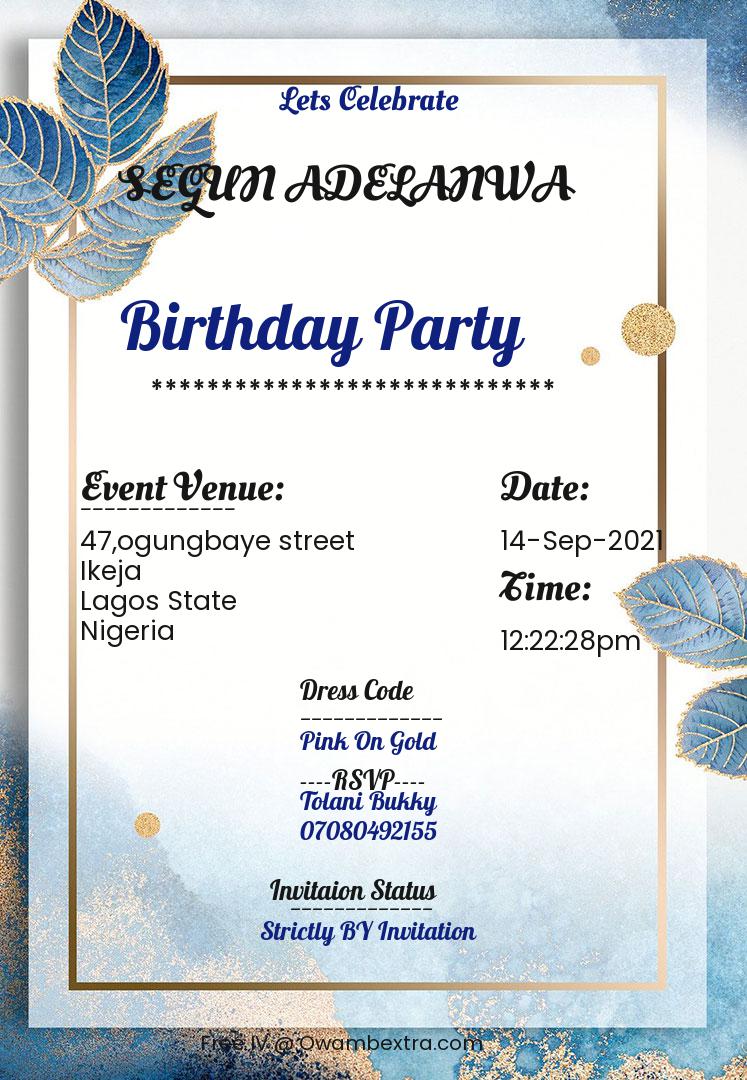 Lets Celebrate
SEGUN ADELANWA
Birthday Party
*****************************
Event Venue:
-------------
47,ogungbaye street
Ikeja
Lagos State
Nigeria
Date:
14-Sep-2021
Time:
12:22:28pm
Dress Code
-------------
Pink On Gold
----RSVP----
Tolani Bukky
07080492155
Invitaion Status
-------------
Strictly BY Invitation
Free IV @ Owambextra.com